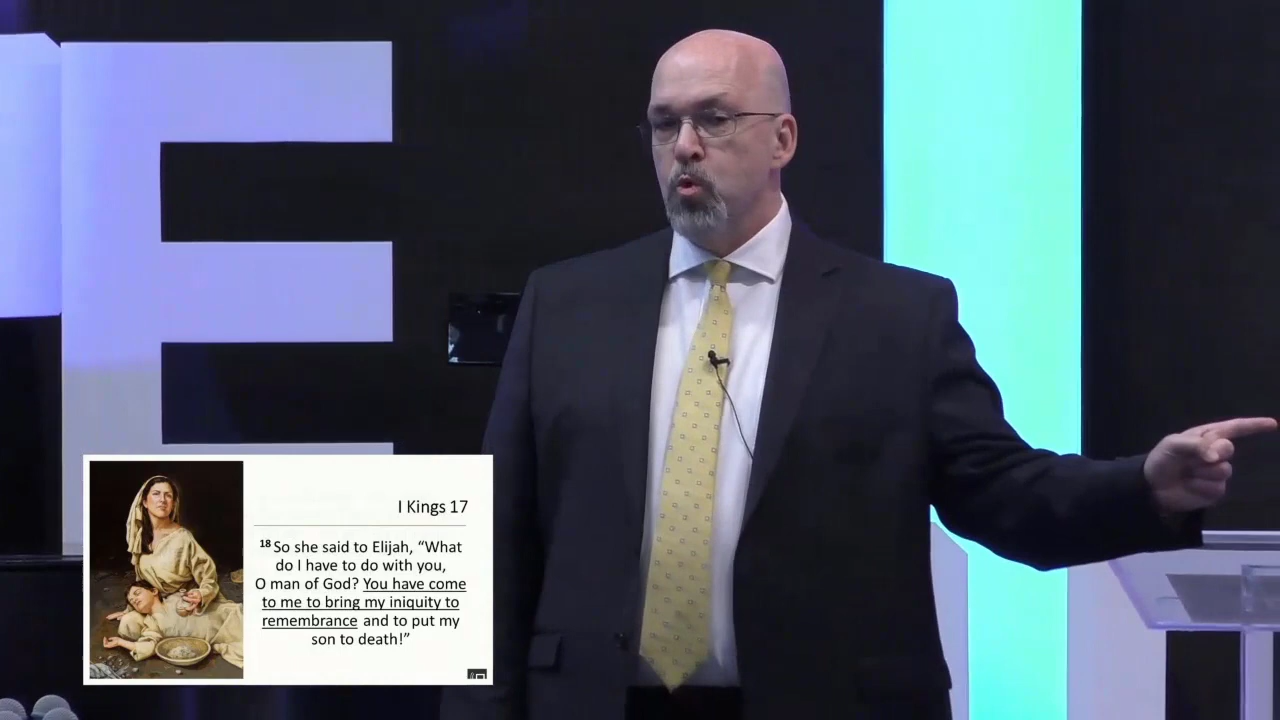 E
I Kings 17
18 So she said to Elijah, “What
do I have to do with you,
O man of God? You have come
to me to bring my iniquity to
remembrance and to put my
son to death!”